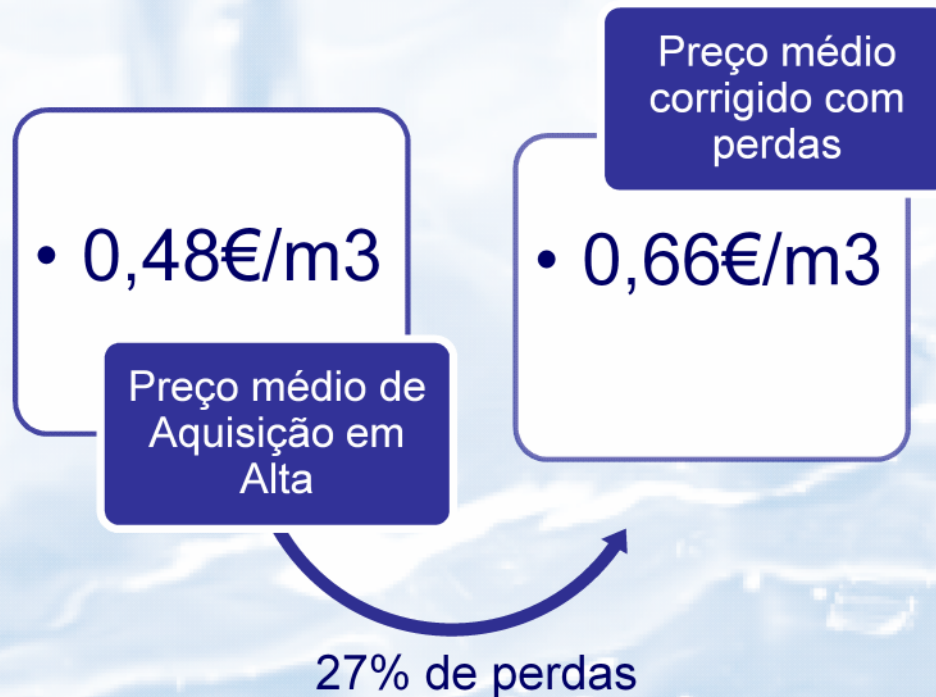 • 0,48€/m3
Preço médio de
Aquisição em
Alta
Preço médio
corrigido com
perdas
• 0,66€/m3
27% de perdas